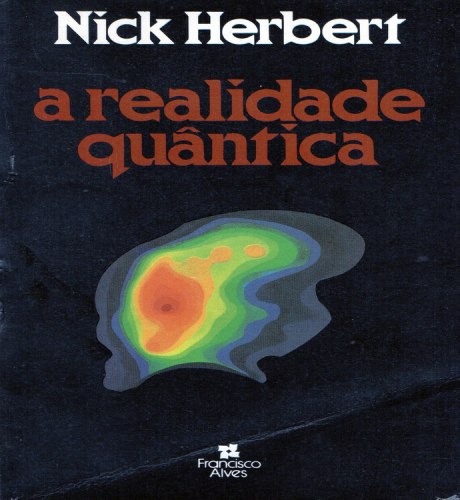 Nick Herbert
a realidade
quântica
Francisco
Alves